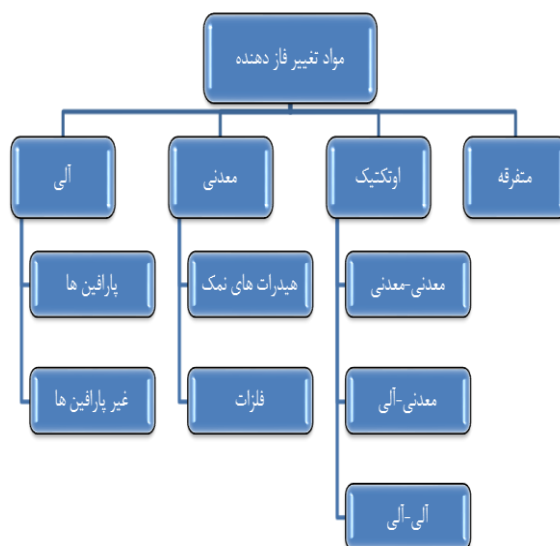 مواد تغییر فاز دهنده
متفرقه
اوتکتیک
معدنی
آلی
معدنی-معدنی
هیدرات های نمک
پارافین ها
معدنی-آلی
فلزات
غیر پارافین ها
آلی-آلی